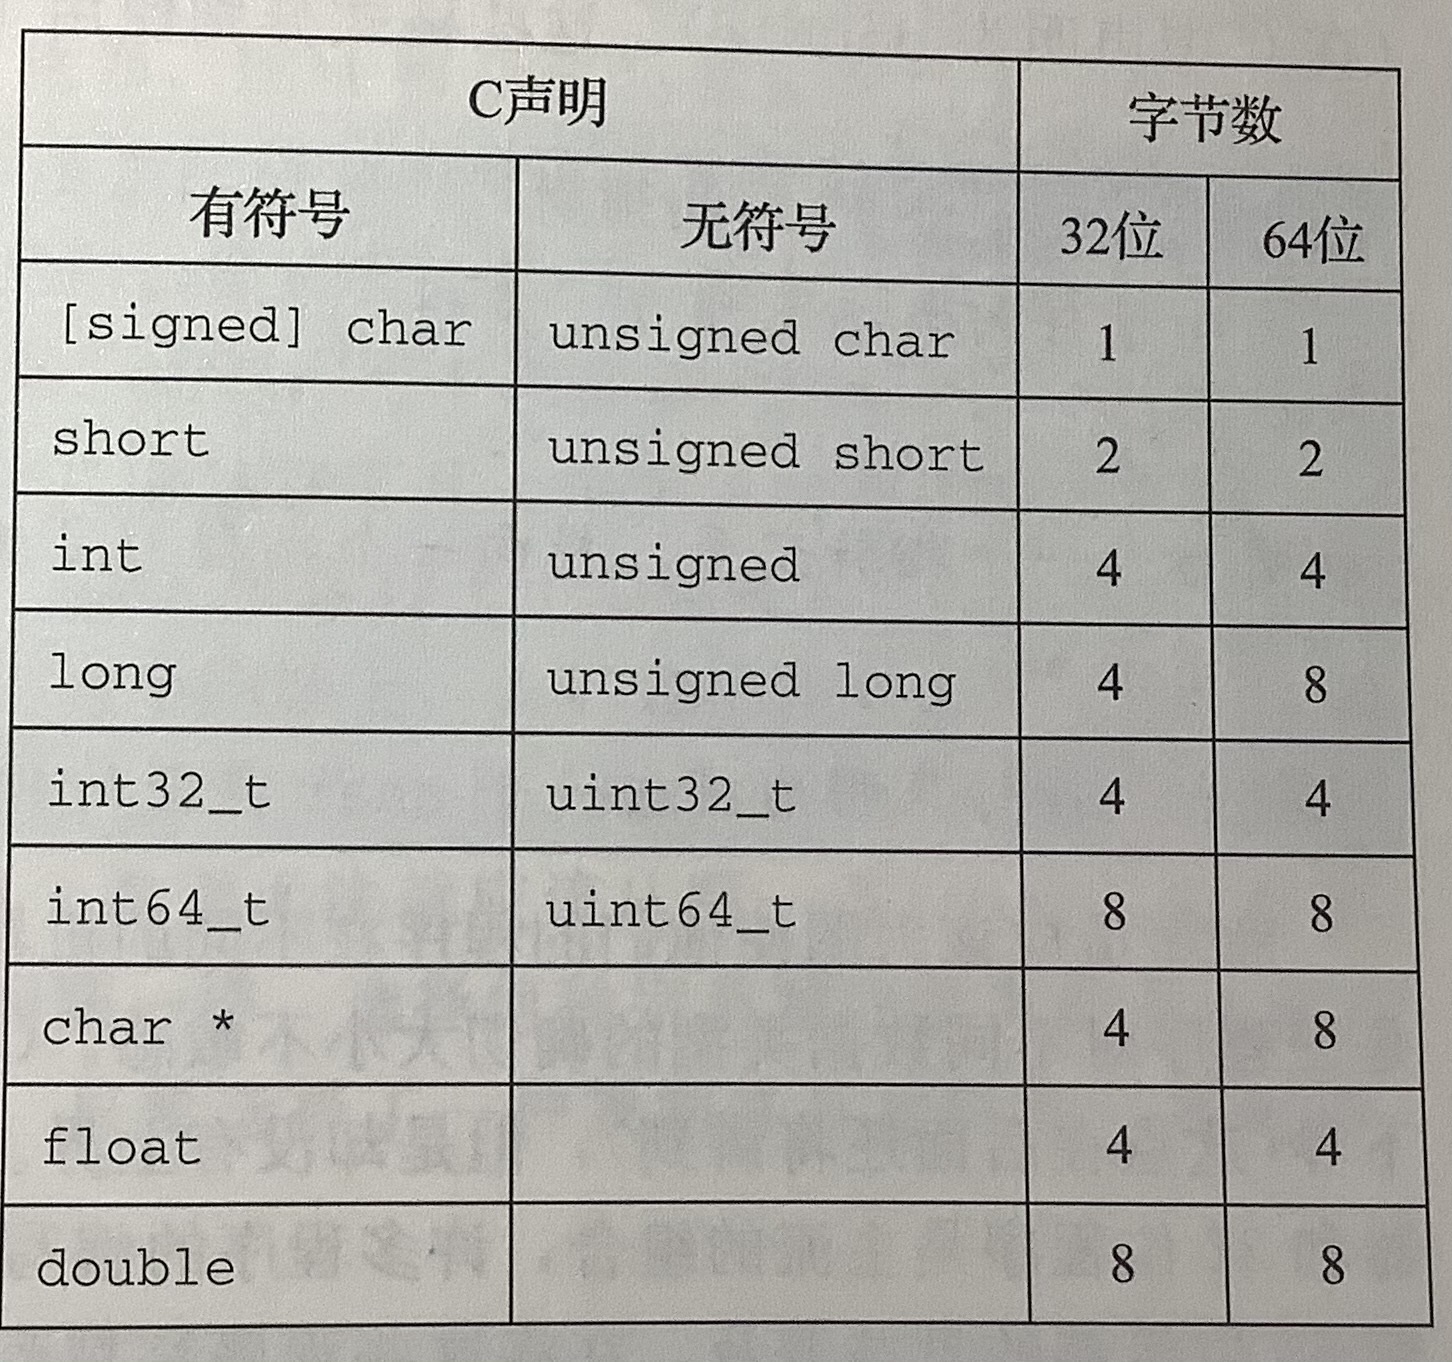 C声明 字节数
有符号 无符号 32位 64位
[signed] char unsigned char 1 1
short unsigned short 2 2
int unsigned 4 4
long unsigned long 4 8
int32_t uint32_t 4 4
int64_t uint64_t 8 8
char * 4 8
float 4 4
double 8 8